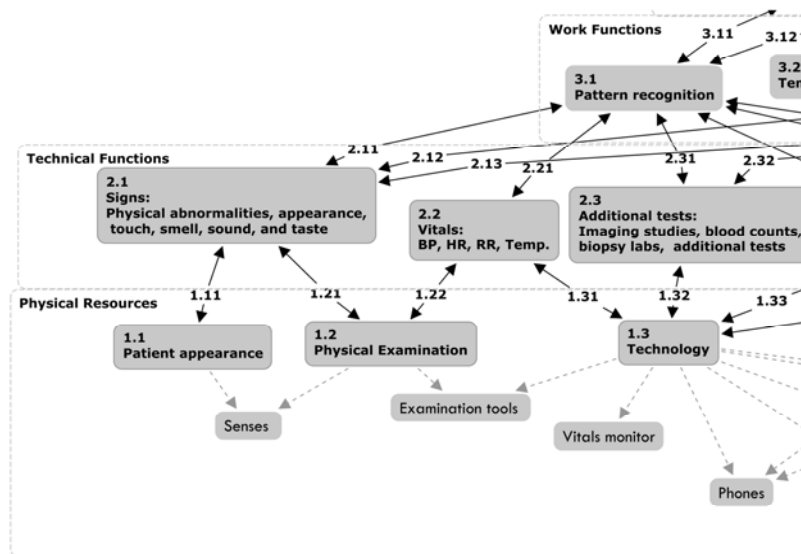 Work Functions
3.11
3.12
3.1
Pattern recognition
3.2
2.11
2.12
2.13
2.21
2.31
2.32
Technical Functions
2.1
Signs:
Physical abnormalities, appearance,
touch, smell, sound, and taste
2.2
Vitals:
BP, HR, RR, Temp.
2.3
Additional tests:
Imaging studies, blood counts,
biopsy labs, additional tests
Physical Resources
1.11
1.21
1.22
1.31
1.32
1.33
1.1
Patient appearance
1.2
Physical Examination
1.3
Technology
Senses
Examination tools
Vitals monitor
Phones